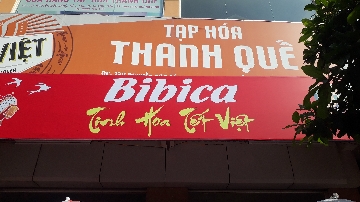 VIỆT
TẠP HÓA
THANH QUẾ
Bibica
Tinh Hoa Tết Việt